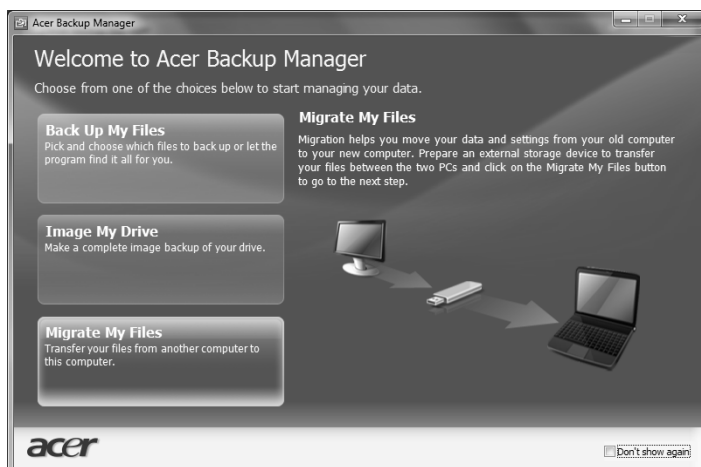 Acer Backup Manager
Welcome to Acer Backup Manager
Choose from one of the choices below to start managing your data.
Back Up My Files
Pick and choose which files to back up or let the
program find it all for you.
Image My Drive
Make a complete image backup of your drive.
Migrate My Files
Transfer your files from another computer to
this computer.
Migrate My Files
Migration helps you move your data and settings from your old computer
to your new computer. Prepare an external storage device to transfer
your files between the two PCs and click on the Migrate My Files button
to go to the next step.
acer
Don't show again